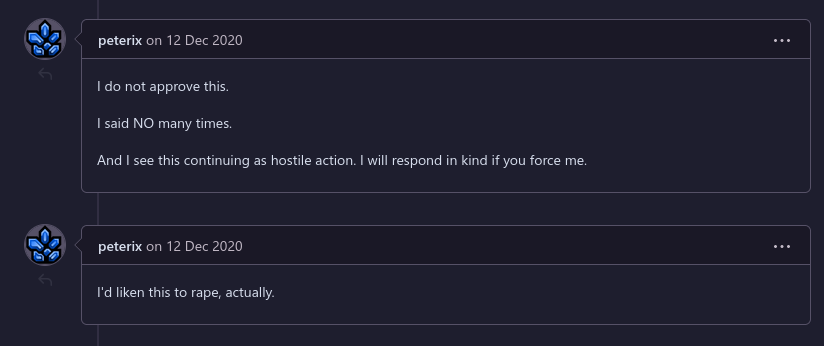 peterix on 12 Dec 2020
I do not approve this.
I said NO many times.
And I see this continuing as hostile action. I will respond in kind if you force me.
peterix on 12 Dec 2020
I'd liken this to rape, actually.